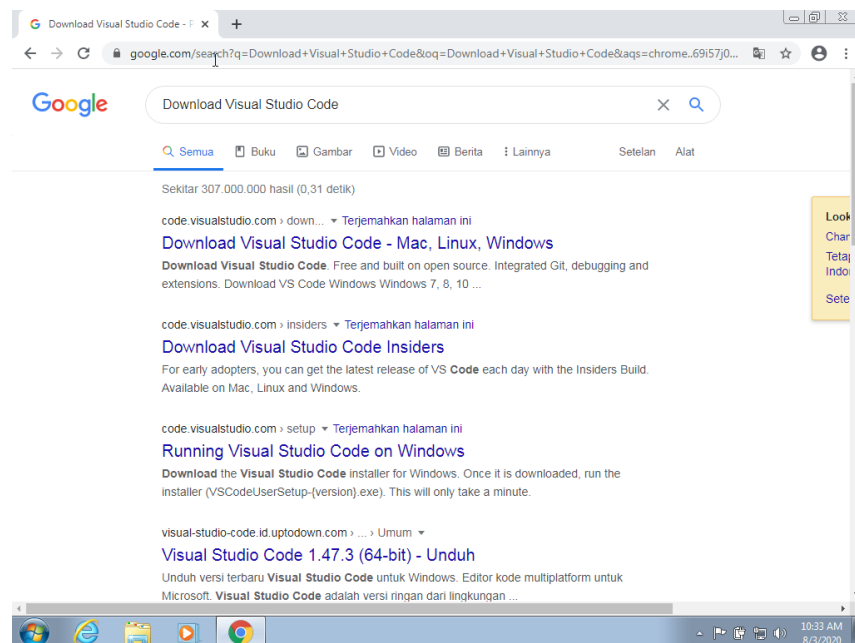 Download Visual Studio Code - P
google.com/search?q=Download+Visual+Studio+Code&oq=Download+Visual+Studio+Code&aqs=chrome..69i57j0...
Google
Download Visual Studio Code
Semua Buku Gambar Video Berita Lainnya Setelan Alat
Sekitar 307.000.000 hasil (0,31 detik)
code.visualstudio.com › down... Terjemahkan halaman ini
Download Visual Studio Code - Mac, Linux, Windows
Download Visual Studio Code. Free and built on open source. Integrated Git, debugging and
extensions. Download VS Code Windows Windows 7, 8, 10 ...
code.visualstudio.com › insiders Terjemahkan halaman ini
Download Visual Studio Code Insiders
For early adopters, you can get the latest release of VS Code each day with the Insiders Build.
Available on Mac, Linux and Windows.
code.visualstudio.com › setup Terjemahkan halaman ini
Running Visual Studio Code on Windows
Download the Visual Studio Code installer for Windows. Once it is downloaded, run the
installer (VSCodeUserSetup-{version}.exe). This will only take a minute.
visual-studio-code.id.uptodown.com › ... › Umum
Visual Studio Code 1.47.3 (64-bit) - Unduh
Unduh versi terbaru Visual Studio Code untuk Windows. Editor kode multiplatform untuk
Microsoft. Visual Studio Code adalah versi ringan dari lingkungan ...
Look
Chan
Tetap
Indo
Sete
10:33 AM
8/3/2020